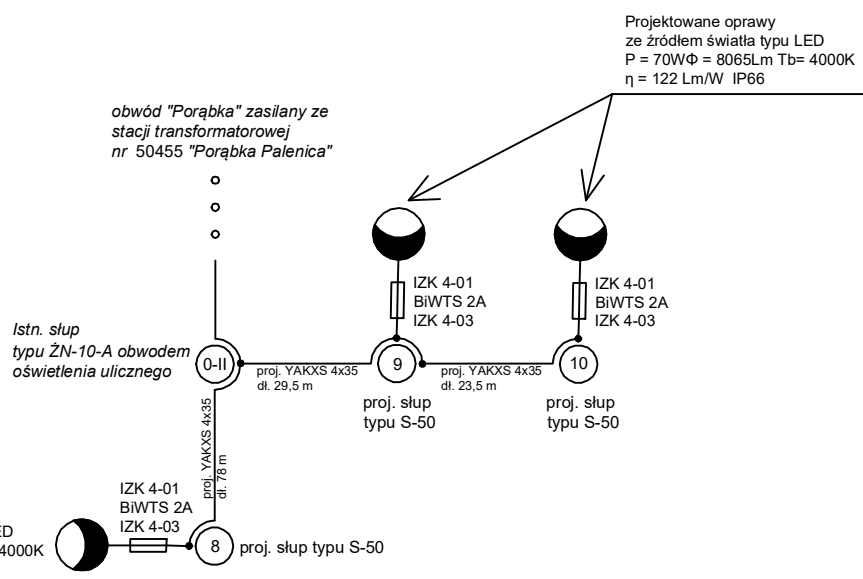 Projektowane oprawy
ze źródłem światła typu LED
P = 70WΦ = 8065Lm Tb= 4000K
η = 122 Lm/W IP66
obwód "Porąbka" zasilany ze
stacji transformatorowej
nr 50455 "Porąbka Palenica"
IZK 4-01
BiWTS 2A
IZK 4-03
IZK 4-01
BiWTS 2A
IZK 4-03
Istn. słup
typu ŻN-10-A obwodem
oświetlenia ulicznego
0-II
proj. YAKXS 4x35
dł. 29,5 m
9
proj. YAKXS 4x35
dł. 23,5 m
10
proj. słup
typu S-50
proj. słup
typu S-50
proj. YAKXS 4x35
dł. 78 m
IZK 4-01
BiWTS 2A
IZK 4-03
4000K
8
proj. słup typu S-50